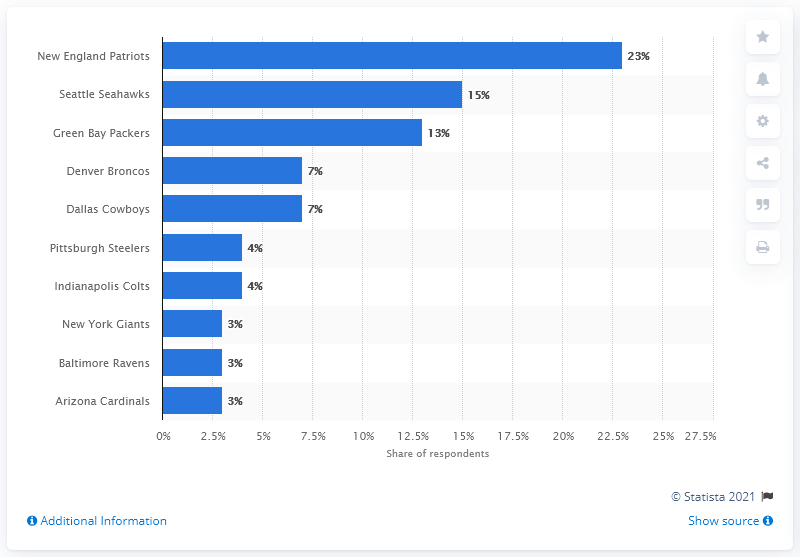 New England Patriots 23%
Seattle Seahawks 15%
Green Bay Packers 13%
Denver Broncos 7%
Dallas Cowboys 7%
Pittsburgh Steelers 4%
Indianapolis Colts 4%
New York Giants 3%
Baltimore Ravens 3%
Arizona Cardinals 3%
0% 2.5% 5% 7.5% 10% 12.5% 15% 17.5% 20% 22.5% 25% 27.5%
Share of respondents
© Statista 2021
Additional Information Show source